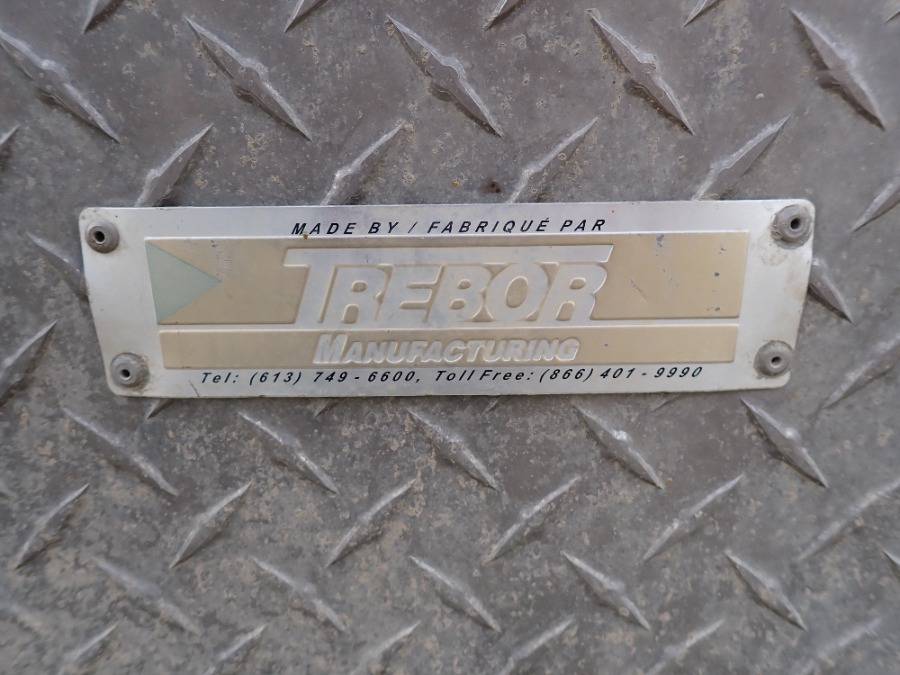 MADE BY / FABRIQUÉ PAR
TREBOR
MANUFACTURING
Tel: (613) 749-6600, Toll Free: (866) 401-9990